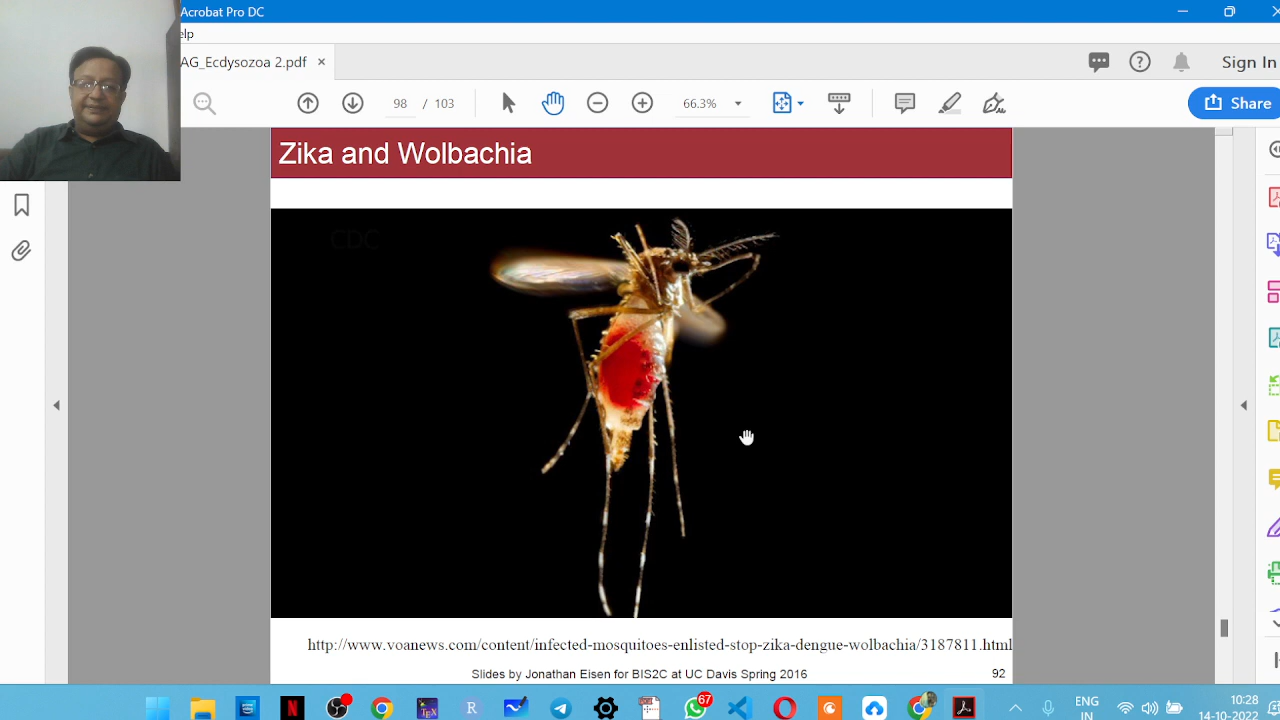 Acrobat Pro DC
elp
AG_Ecdysozoa 2.pdf
Sign In
98 / 103
66.3%
Share
Zika and Wolbachia
CDC
http://www.voanews.com/content/infected-mosquitoes-enlisted-stop-zika-dengue-wolbachia/3187811.html
Slides by Jonathan Eisen for BIS2C at UC Davis Spring 2016
92
67
ENG
IN
10:28
14-10-2022